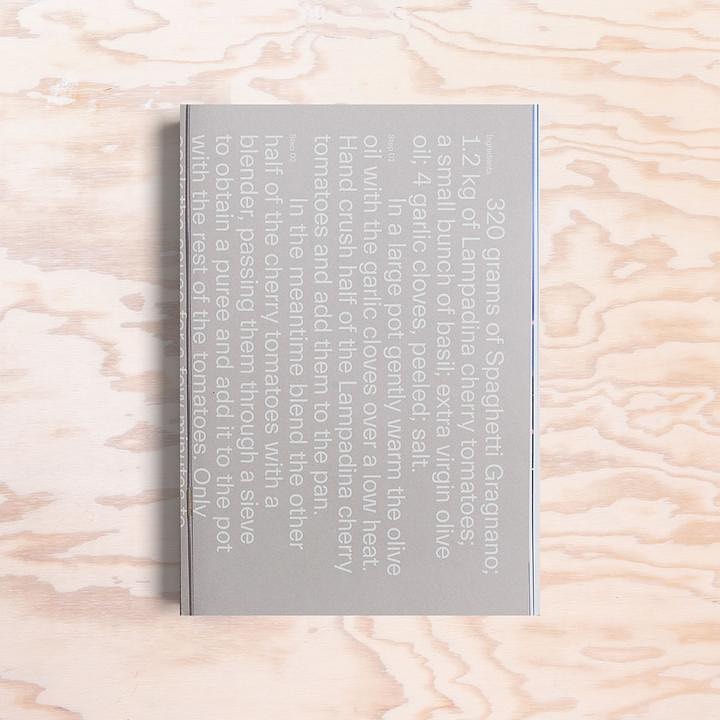 Ingredients
320 grams of Spaghetti Gragnano;
1.2 kg of Lampadina cherry tomatoes;
a small bunch of basil; extra virgin olive
oil; 4 garlic cloves, peeled; salt.
Step 01
In a large pot gently warm the olive
oil with the garlic cloves over a low heat.
Hand crush half of the Lampadina cherry
tomatoes and add them to the pan.
Step 02
In the meantime blend the other
half of the cherry tomatoes with a
blender, passing them through a sieve
to obtain a puree and add it to the pot
with the rest of the tomatoes. Only